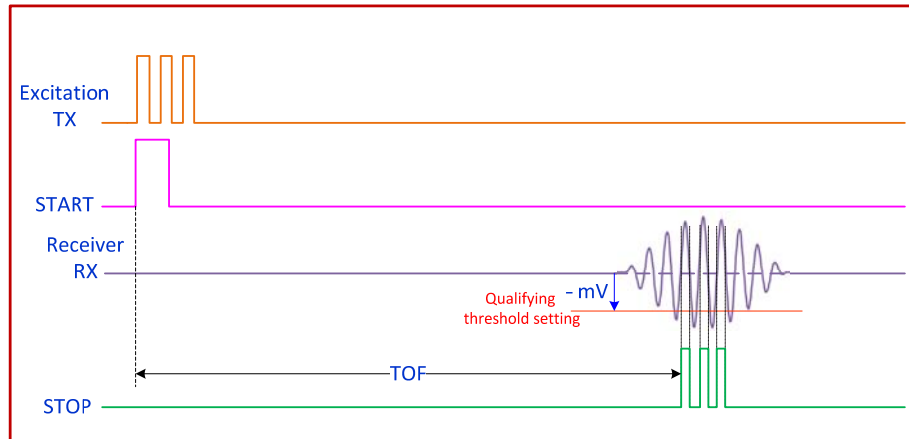 Excitation
TX
START
Receiver
RX
- mV
Qualifying
threshold setting
TOF
STOP